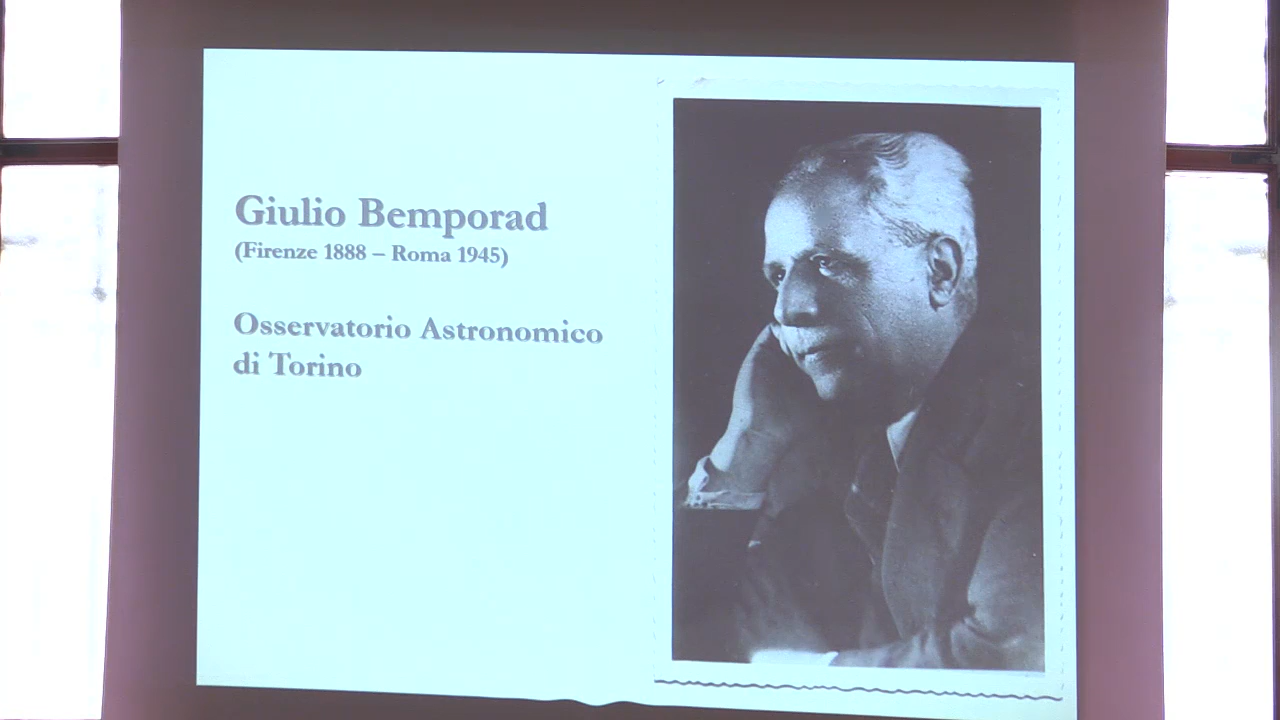 Giulio Bemporad
(Firenze 1888 – Roma 1945)
Osservatorio Astronomico
di Torino